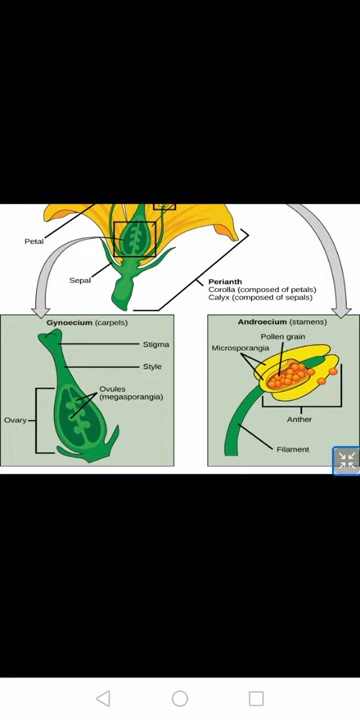 Petal
Sepal
Perianth
Corolla (composed of petals)
Calyx (composed of sepals)
Gynoecium (carpels)
Stigma
Style
Ovules
(megasporangia)
Ovary
Androecium (stamens)
Pollen grain
Microsporangia
Anther
Filament